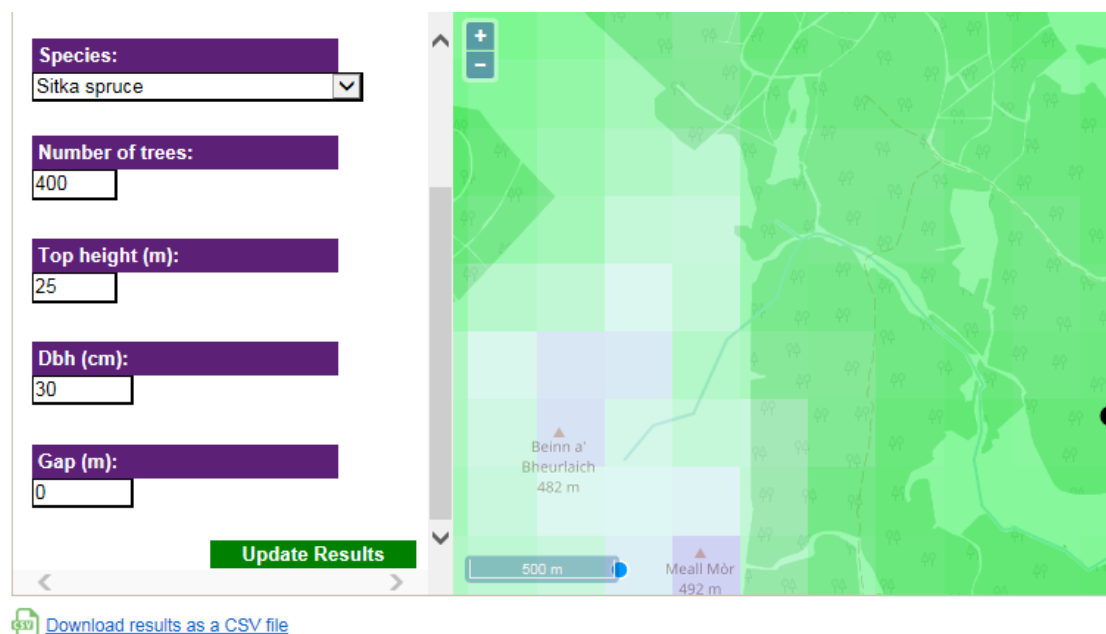 Species:
Sitka spruce
Number of trees:
400
Top height (m):
25
Dbh (cm):
30
Gap (m):
0
Update Results
+
−
Beinn a'
Bheurlaich
482 m
500 m
Meall Mòr
492 m
CSV
Download results as a CSV file